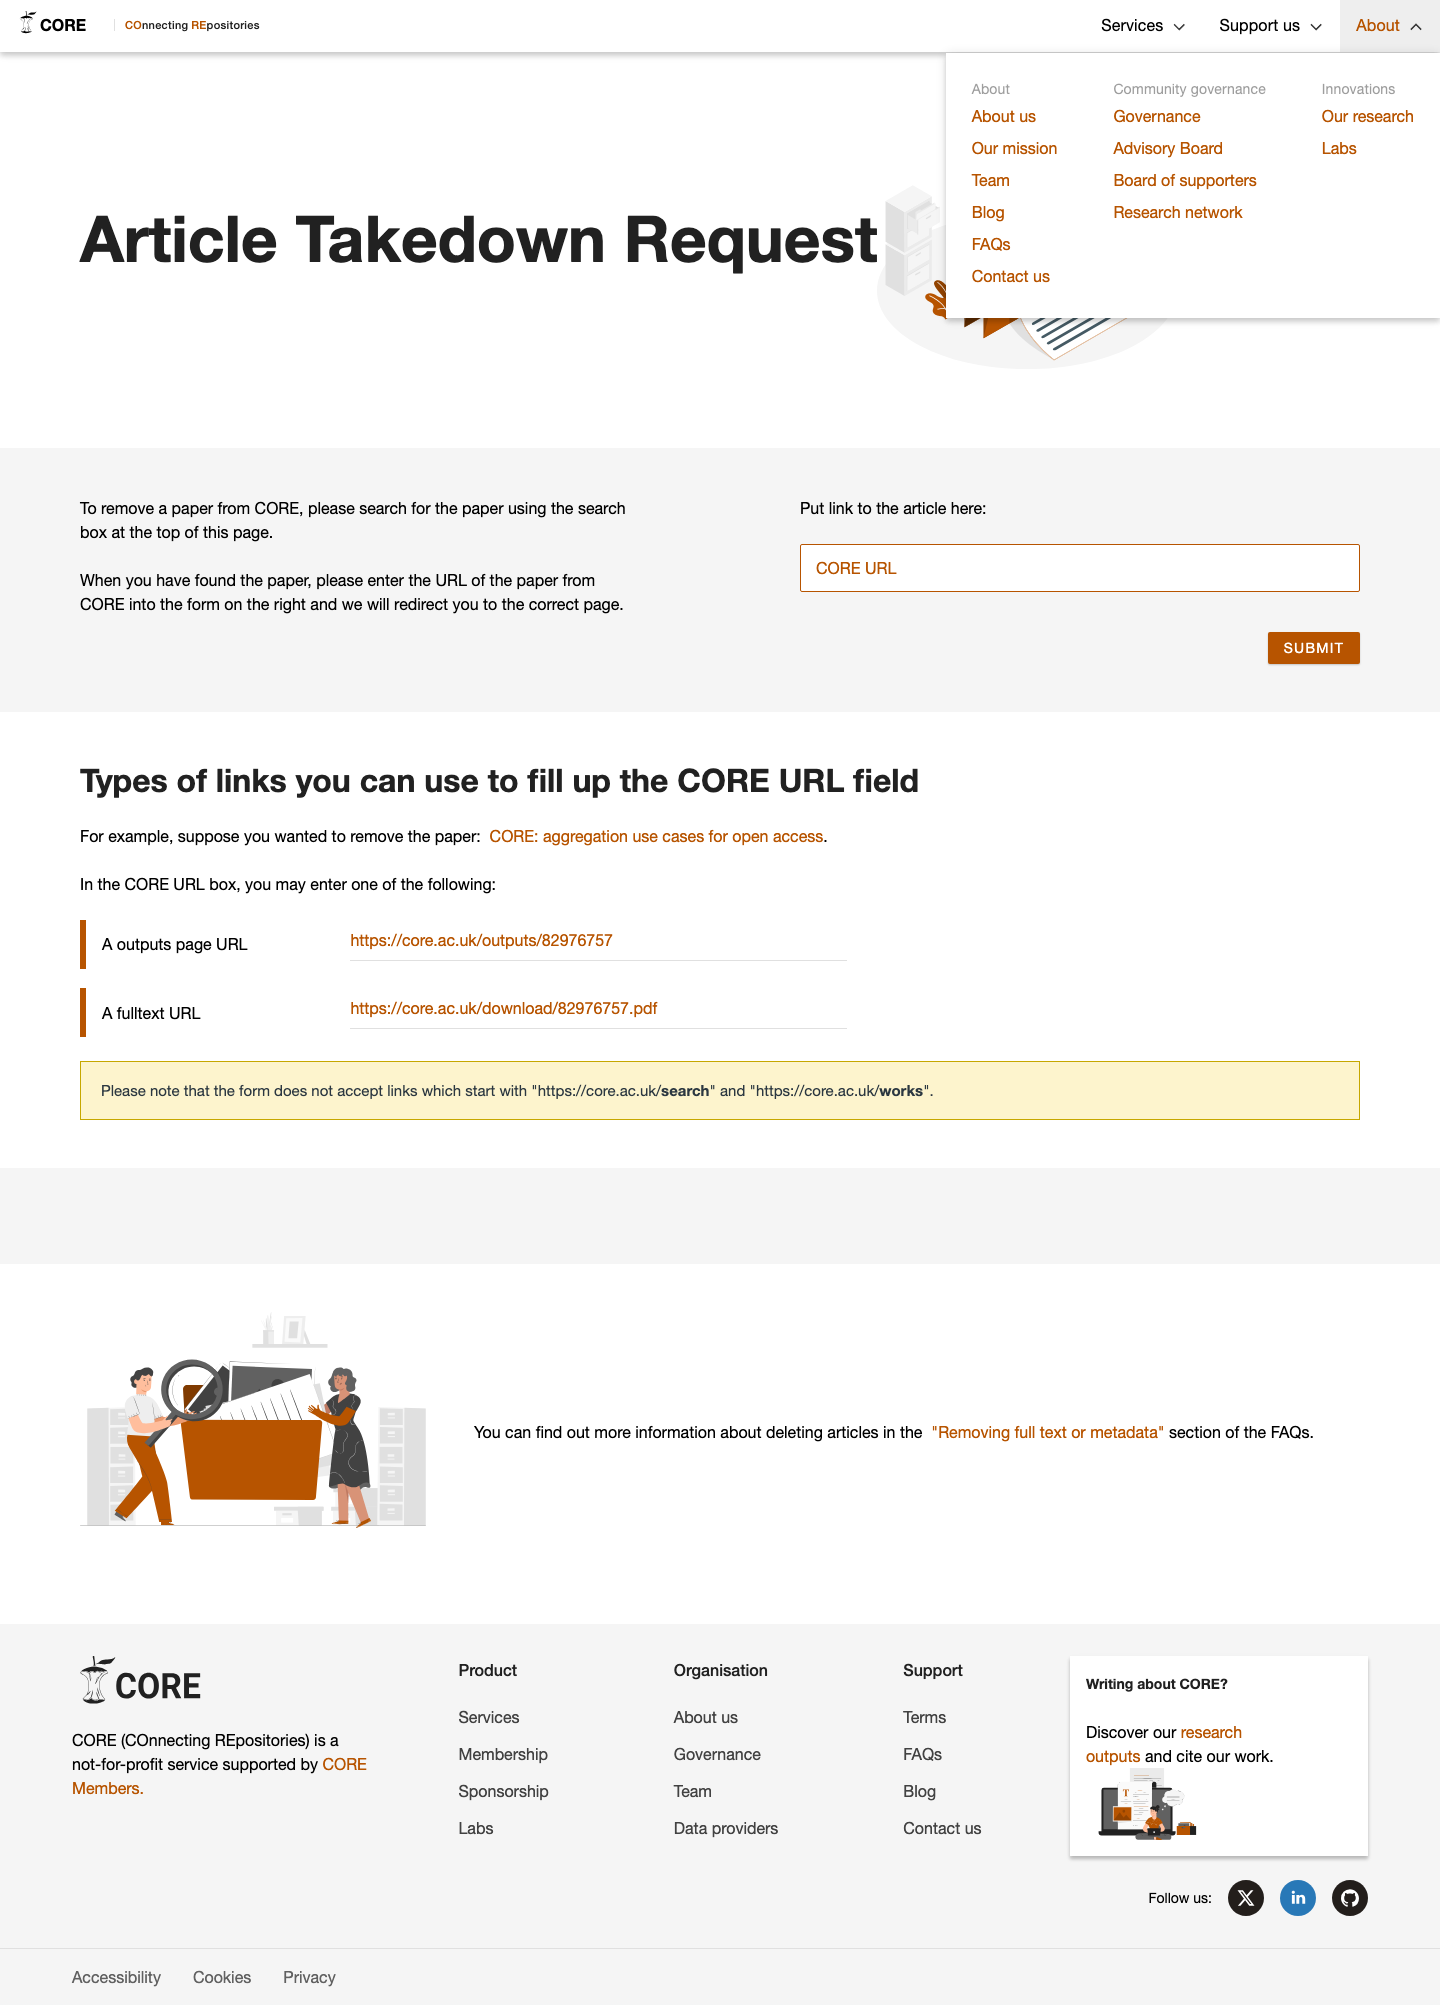 CORE
COnnecting REpositories
Services
Support us
About
About
About us
Our mission
Team
Blog
FAQs
Contact us
Community governance
Governance
Advisory Board
Board of supporters
Research network
Innovations
Our research
Labs
Article Takedown Request
To remove a paper from CORE, please search for the paper using the search
box at the top of this page.
When you have found the paper, please enter the URL of the paper from
CORE into the form on the right and we will redirect you to the correct page.
Put link to the article here:
CORE URL
SUBMIT
Types of links you can use to fill up the CORE URL field
For example, suppose you wanted to remove the paper: CORE: aggregation use cases for open access.
In the CORE URL box, you may enter one of the following:
A outputs page URL
https://core.ac.uk/outputs/82976757
A fulltext URL
https://core.ac.uk/download/82976757.pdf
Please note that the form does not accept links which start with "https://core.ac.uk/search" and "https://core.ac.uk/works".
You can find out more information about deleting articles in the "Removing full text or metadata" section of the FAQs.
CORE
CORE (COnnecting REpositories) is a
not-for-profit service supported by CORE
Members.
Product
Services
Membership
Sponsorship
Labs
Organisation
About us
Governance
Team
Data providers
Support
Terms
FAQs
Blog
Contact us
Writing about CORE?
Discover our research
outputs and cite our work.
T
Follow us:
X
in
Accessibility
Cookies
Privacy